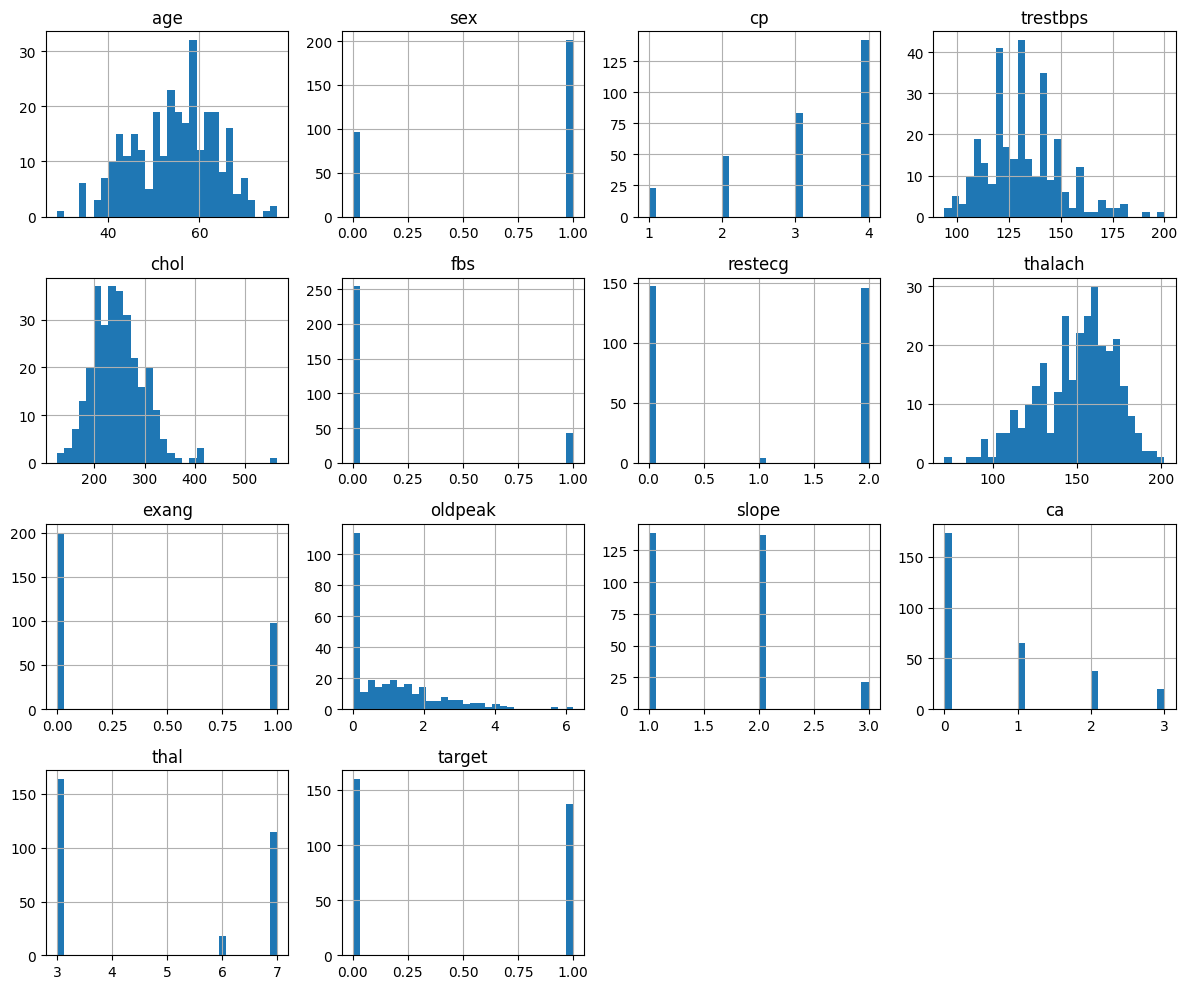 age
30
20
10
0
40 60
sex
200
150
100
50
0
0.00 0.25 0.50 0.75 1.00
cp
125
100
75
50
25
0
1 2 3 4
trestbps
40
30
20
10
0
100 125 150 175 200
chol
30
20
10
0
200 300 400 500
fbs
250
200
150
100
50
0
0.00 0.25 0.50 0.75 1.00
restecg
150
100
50
0
0.0 0.5 1.0 1.5 2.0
thalach
30
20
10
0
100 150 200
exang
200
150
100
50
0
0.00 0.25 0.50 0.75 1.00
oldpeak
100
80
60
40
20
0
0 2 4 6
slope
125
100
75
50
25
0
1.0 1.5 2.0 2.5 3.0
ca
150
100
50
0
0 1 2 3
thal
150
100
50
0
3 4 5 6 7
target
150
100
50
0
0.00 0.25 0.50 0.75 1.00